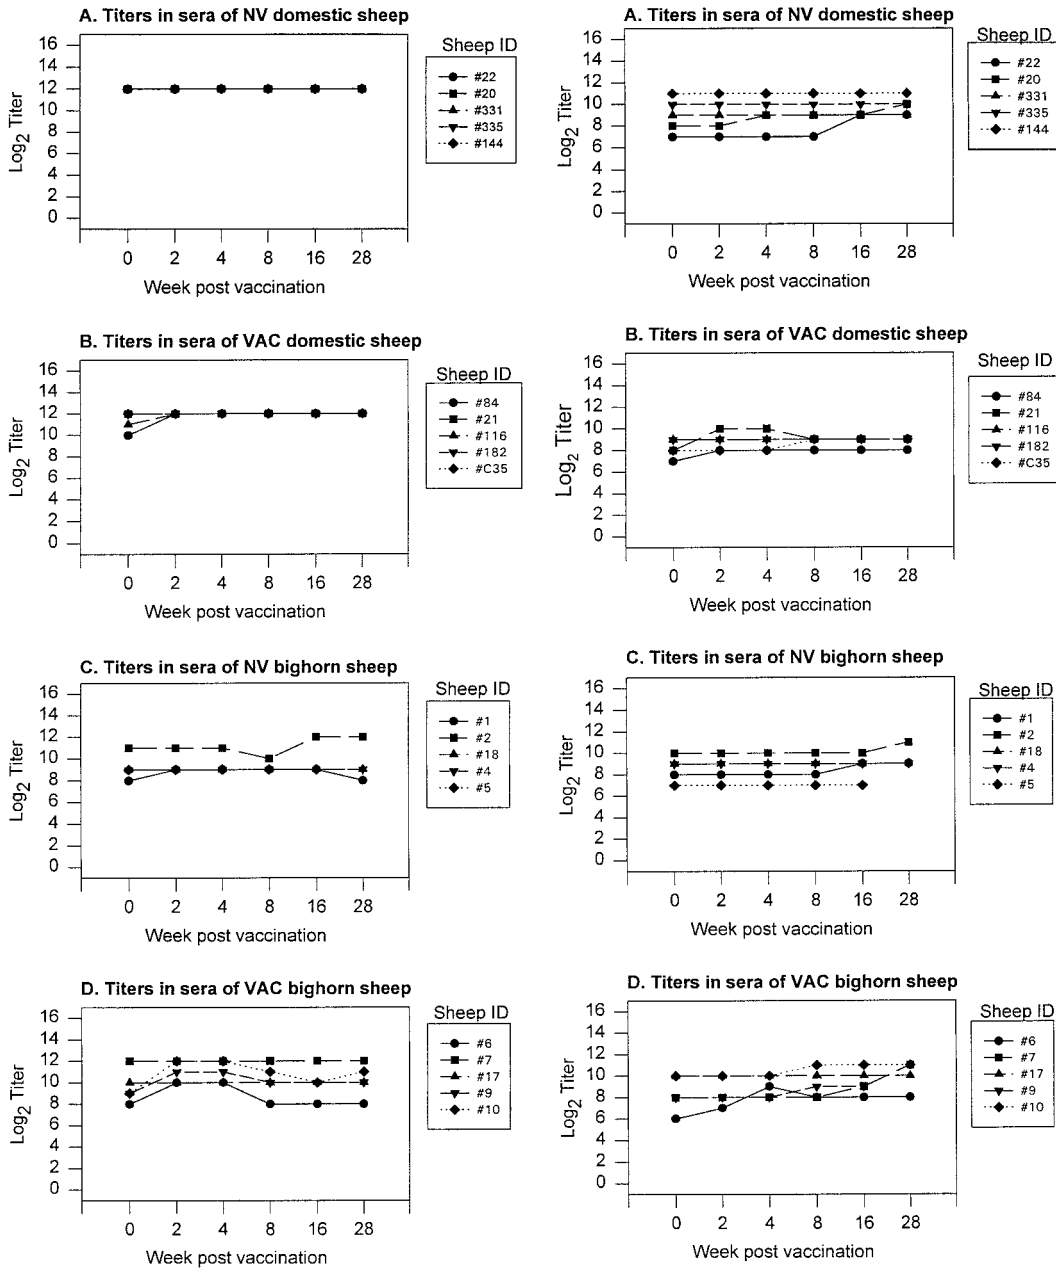 A. Titers in sera of NV domestic sheep
Sheep ID
16
14
12
10
8
6
4
2
0
Log2 Titer
#22
#20
#331
#335
#144
0 2 4 8 16 28
Week post vaccination
A. Titers in sera of NV domestic sheep
Sheep ID
16
14
12
10
8
6
4
2
0
Log2 Titer
#22
#20
#331
#335
#144
0 2 4 8 16 28
Week post vaccination
B. Titers in sera of VAC domestic sheep
Sheep ID
16
14
12
10
8
6
4
2
0
Log2 Titer
#84
#21
#116
#182
#C35
0 2 4 8 16 28
Week post vaccination
B. Titers in sera of VAC domestic sheep
Sheep ID
16
14
12
10
8
6
4
2
0
Log2 Titer
#84
#21
#116
#182
#C35
0 2 4 8 16 28
Week post vaccination
C. Titers in sera of NV bighorn sheep
Sheep ID
16
14
12
10
8
6
4
2
0
Log2 Titer
#1
#2
#18
#4
#5
0 2 4 8 16 28
Week post vaccination
C. Titers in sera of NV bighorn sheep
Sheep ID
16
14
12
10
8
6
4
2
0
Log2 Titer
#1
#2
#18
#4
#5
0 2 4 8 16 28
Week post vaccination
D. Titers in sera of VAC bighorn sheep
Sheep ID
16
14
12
10
8
6
4
2
0
Log2 Titer
#6
#7
#17
#9
#10
0 2 4 8 16 28
Week post vaccination
D. Titers in sera of VAC bighorn sheep
Sheep ID
16
14
12
10
8
6
4
2
0
Log2 Titer
#6
#7
#17
#9
#10
0 2 4 8 16 28
Week post vaccination